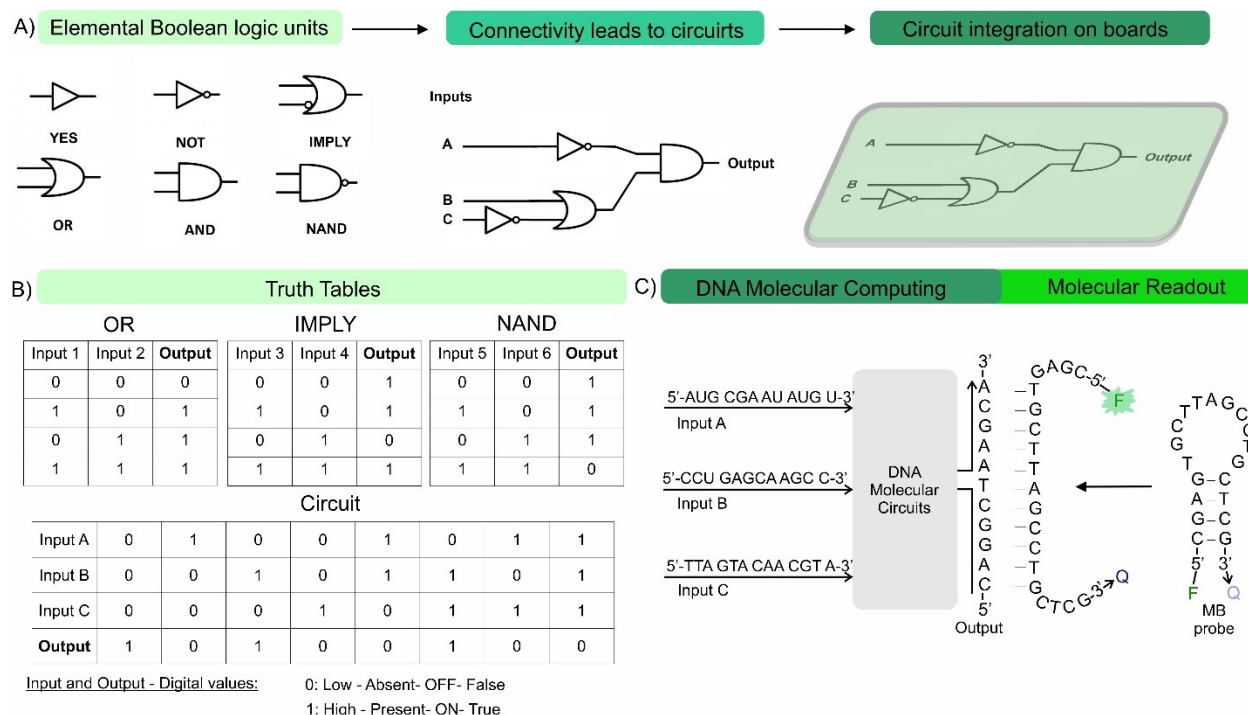 A)
Elemental Boolean logic units
Connectivity leads to circuirts
Circuit integration on boards
YES
NOT
IMPLY
OR
AND
NAND
Inputs
A
B
C
Output
A
B
C
Output
B)
Truth Tables
OR
Input 1 Input 2 Output
0 0 0
1 0 1
0 1 1
1 1 1
IMPLY
Input 3 Input 4 Output
0 0 1
1 0 1
0 1 0
1 1 1
NAND
Input 5 Input 6 Output
0 0 1
1 0 1
0 1 1
1 1 0
Circuit
Input A 0 1 0 0 1 0 1 1
Input B 0 0 1 0 1 1 0 1
Input C 0 0 0 1 0 1 1 1
Output 1 0 1 0 0 1 0 0
Input and Output - Digital values:
0: Low - Absent- OFF- False
1: High - Present- ON- True
C)
DNA Molecular Computing
Molecular Readout
5'-AUG CGA AU AUG U-3'
Input A
5'-CCU GAGCA AGC C-3'
Input B
5'-TTA GTA CAA CGT A-3'
Input C
DNA
Molecular
Circuits
3'-ACGAATCGGAC-5'
Output
F
5'-CGAGTGCTTAGCCTGCTCG-3'
Q
5'-CGAGTGCTTAGCCTGCTCG-3'
F Q
MB
probe